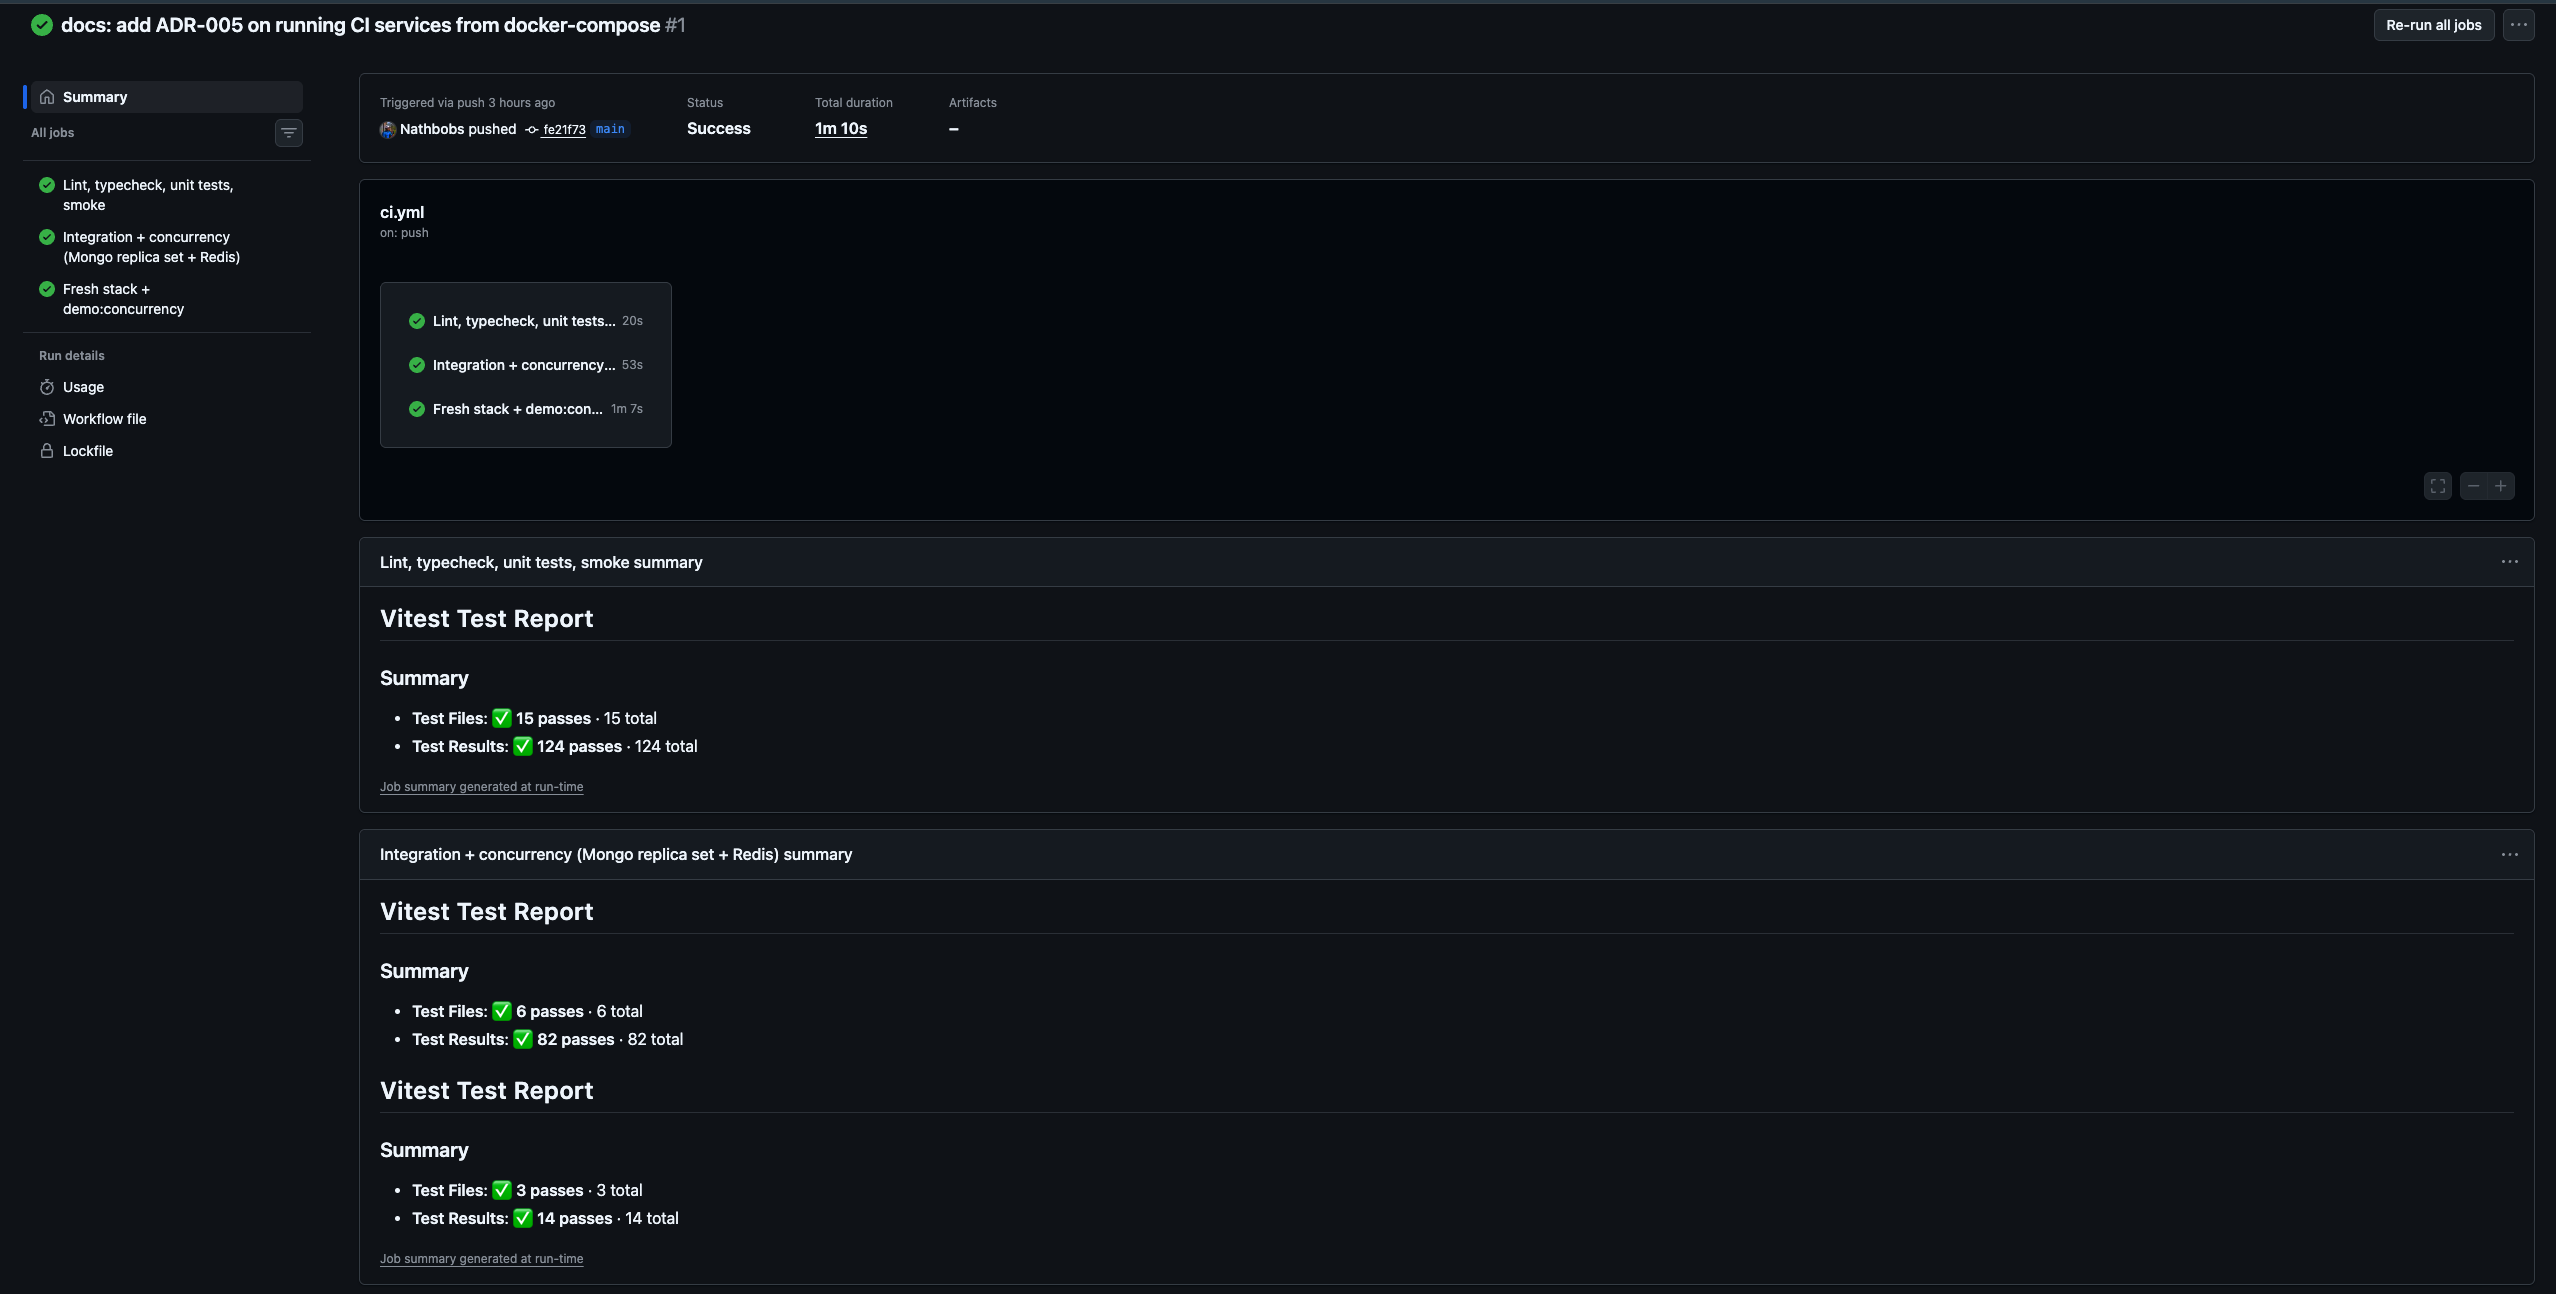 docs: add ADR-005 on running CI services from docker-compose #1
Re-run all jobs
Summary
All jobs
Lint, typecheck, unit tests,
smoke
Integration + concurrency
(Mongo replica set + Redis)
Fresh stack +
demo:concurrency
Run details
Usage
Workflow file
Lockfile
Triggered via push 3 hours ago
Nathbobs pushed fe21f73 main
Status
Success
Total duration
1m 10s
Artifacts
–
ci.yml
on: push
Lint, typecheck, unit tests... 20s
Integration + concurrency... 53s
Fresh stack + demo:con... 1m 7s
Lint, typecheck, unit tests, smoke summary
Vitest Test Report
Summary
• Test Files: ✅ 15 passes · 15 total
• Test Results: ✅ 124 passes · 124 total
Job summary generated at run-time
Integration + concurrency (Mongo replica set + Redis) summary
Vitest Test Report
Summary
• Test Files: ✅ 6 passes · 6 total
• Test Results: ✅ 82 passes · 82 total
Vitest Test Report
Summary
• Test Files: ✅ 3 passes · 3 total
• Test Results: ✅ 14 passes · 14 total
Job summary generated at run-time